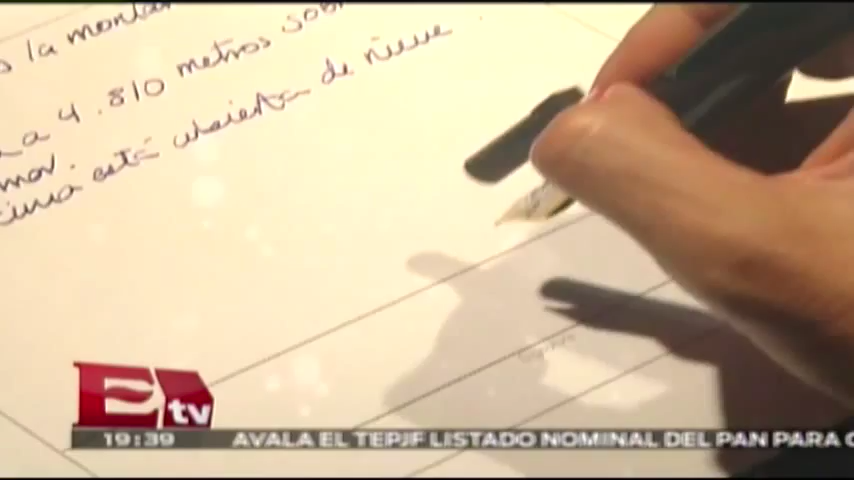 la montañ
a 4.810 metros sob
mar.
cima está cubierta de nieve.
E tv
19:39 AVALA EL TEPJF LISTADO NOMINAL DEL PAN PARA